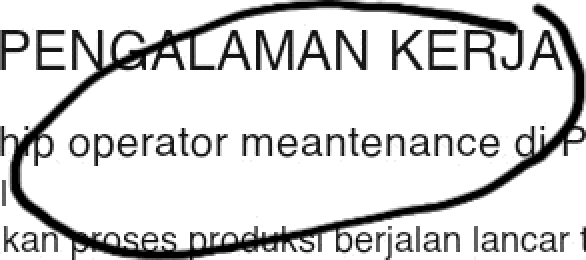 PENGALAMAN KERJA
hip operator meantenance di P
l
kan proses produksi berjalan lancar t